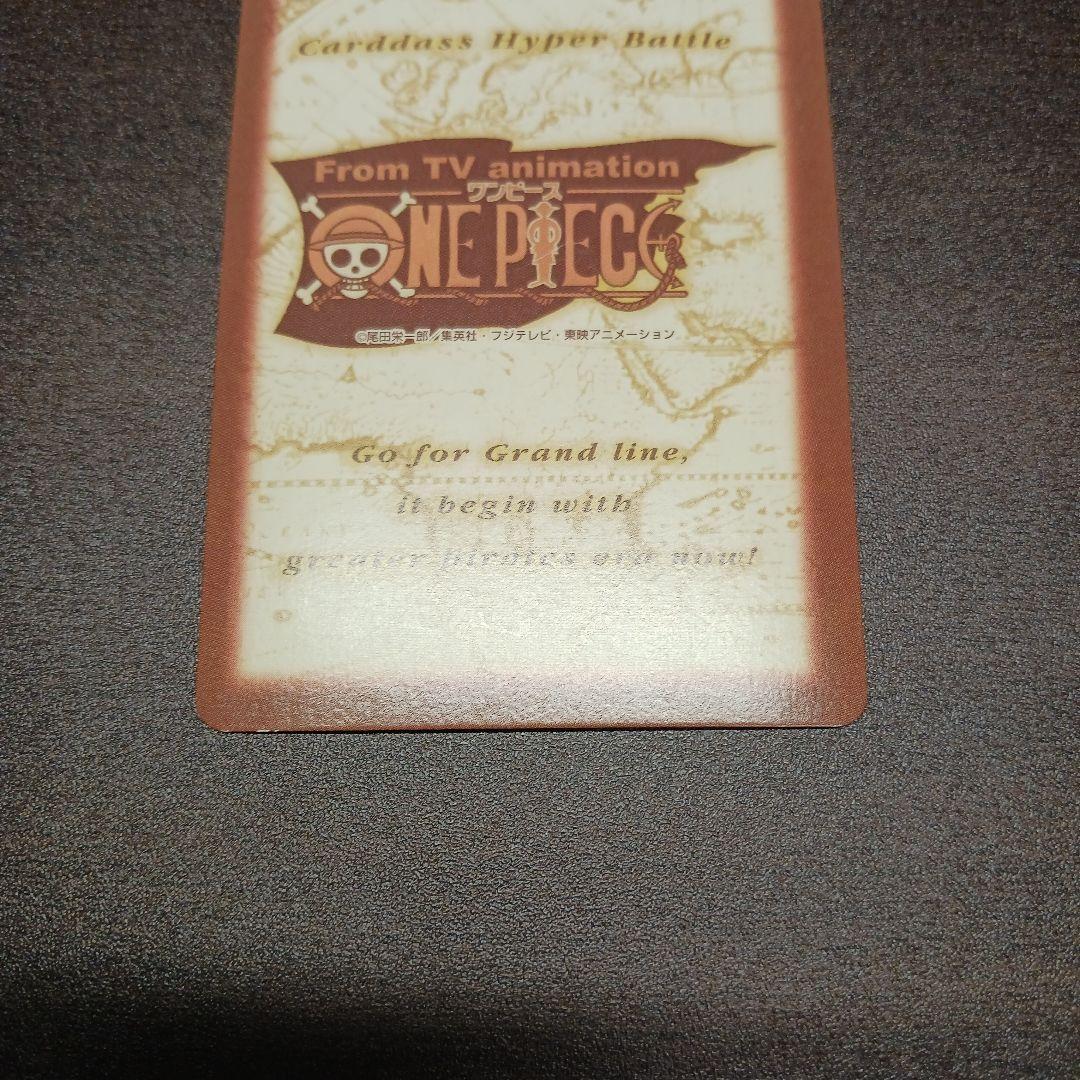 Carddass Hyper Battle
From TV animation
ワンピース
ONE PIECE
©尾田栄一郎／集英社・フジテレビ・東映アニメーション
Go for Grand line,
it begin with
greater pirates era now!